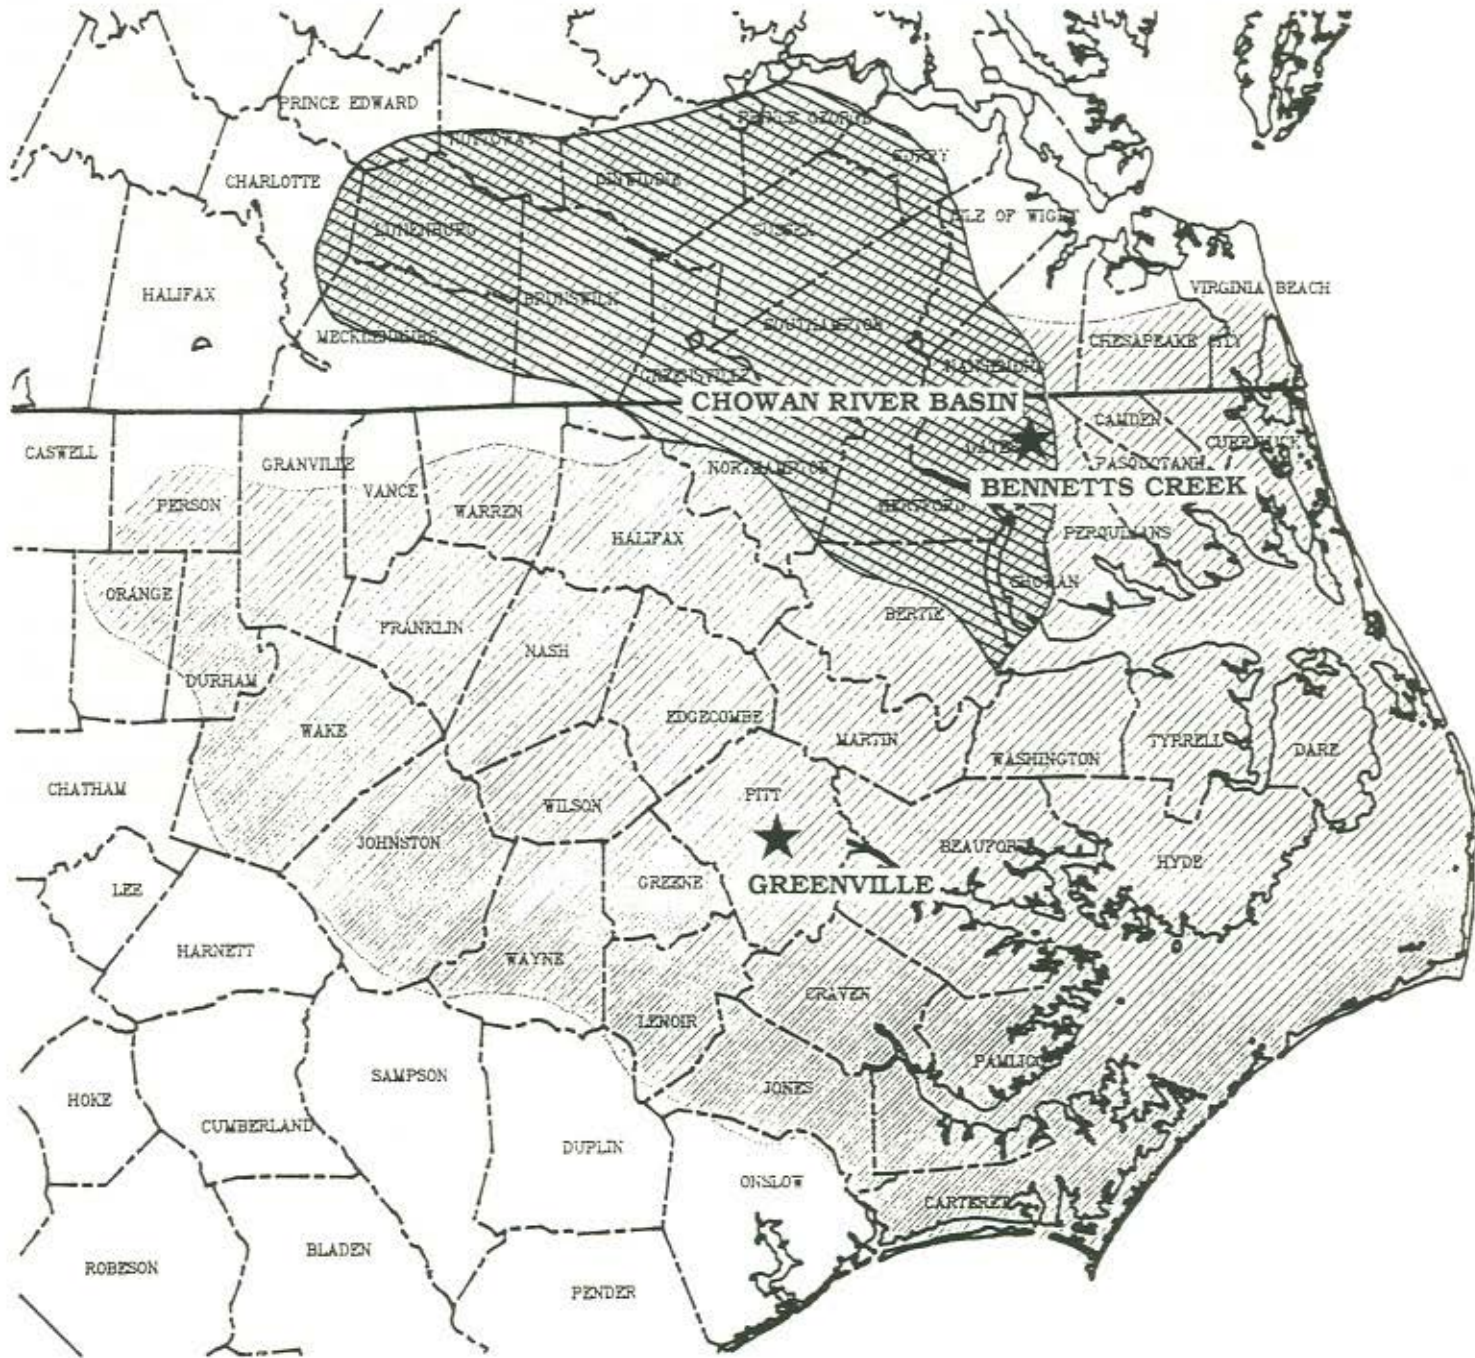 PRINCE EDWARD
PRINCE GEORGE
NOTTOWAY
SURRY
CHARLOTTE
DINWIDDIE
LUNENBURG
SUSSEX
ISLE OF WIGHT
HALIFAX
VIRGINIA BEACH
BRUNSWICK
SOUTHAMPTON
MECKLENBURG
CHESAPEAKE CITY
NANSEMOND
GREENSVILLE
CHOWAN RIVER BASIN
CASWELL
GRANVILLE
GATES
CAMDEN
CURRITUCK
NORTHAMPTON
PASQUOTANK
VANCE
BENNETTS CREEK
PERSON
WARREN
HERTFORD
HALIFAX
PERQUIMANS
ORANGE
CHOWAN
BERTIE
FRANKLIN
NASH
DURHAM
WAKE
EDGECOMBE
MARTIN
WASHINGTON
TYRRELL
DARE
CHATHAM
WILSON
PITT
JOHNSTON
BEAUFORT
HYDE
LEE
GREENE
GREENVILLE
HARNETT
WAYNE
CRAVEN
LENOIR
PAMLICO
SAMPSON
JONES
HOKE
CUMBERLAND
DUPLIN
ONSLOW
CARTERET
BLADEN
ROBESON
PENDER